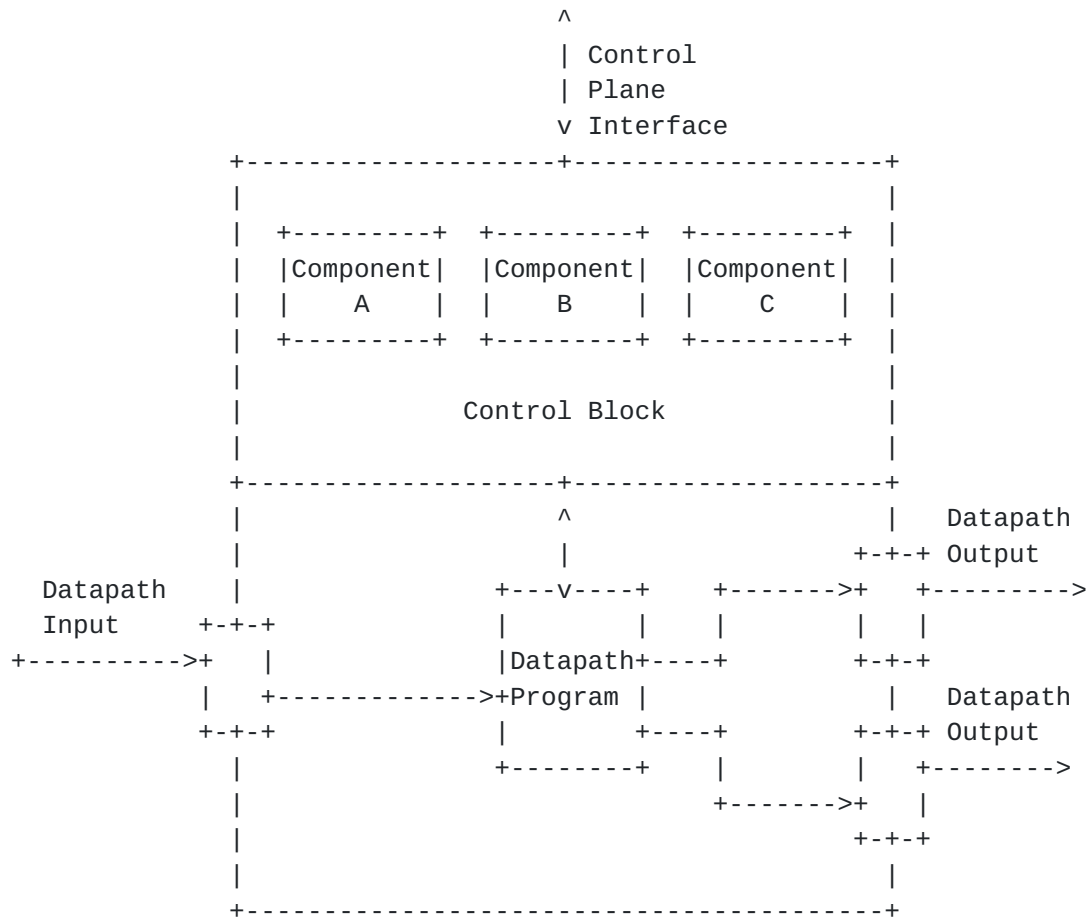 Control
Plane
Interface
Component Component Component
A B C
Control Block
Datapath
Output
Datapath
Input
Datapath
Program
Datapath
Output